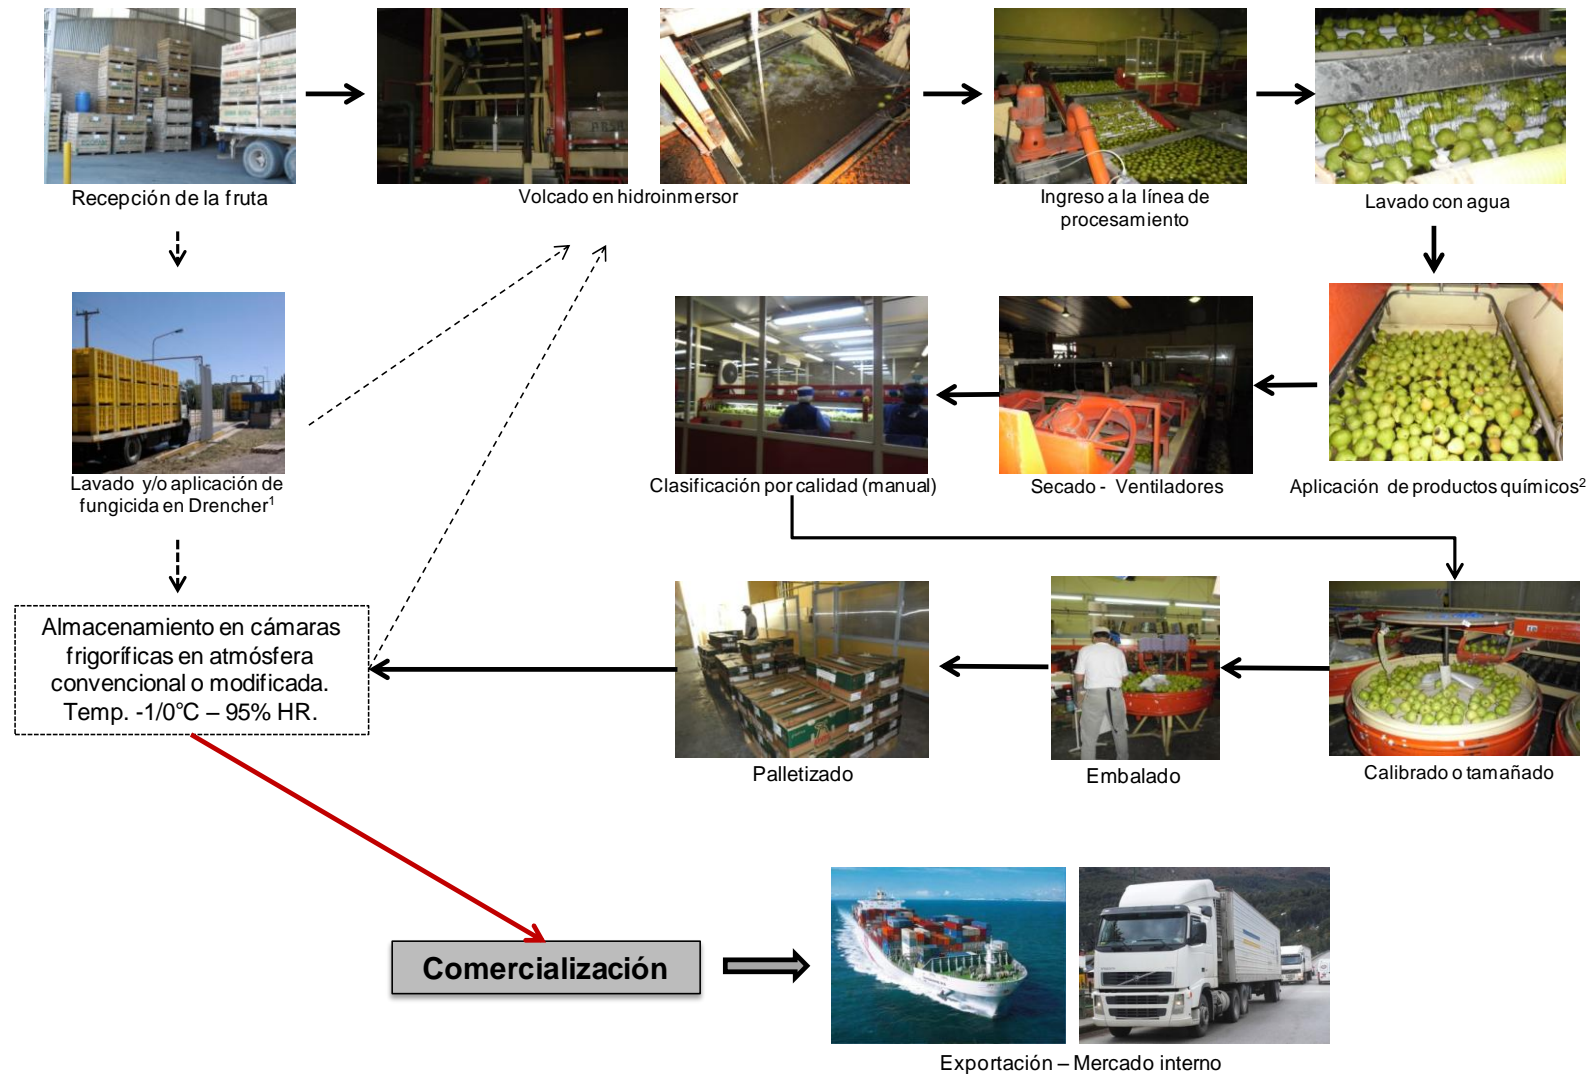 Recepción de la fruta
Volcado en hidroinmersor
Ingreso a la línea de
procesamiento
Lavado con agua
Lavado y/o aplicación de
fungicida en Drencher¹
Clasificación por calidad (manual)
Secado - Ventiladores
Aplicación de productos químicos²
Almacenamiento en cámaras
frigoríficas en atmósfera
convencional o modificada.
Temp. -1/0°C – 95% HR.
Palletizado
Embalado
Calibrado o tamañado
Comercialización
Exportación – Mercado interno